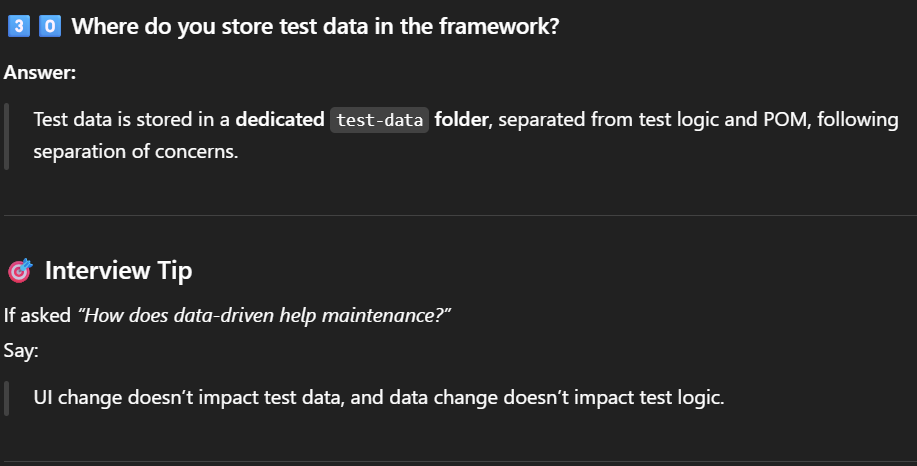 3️⃣0️⃣ Where do you store test data in the framework?
Answer:
Test data is stored in a dedicated test-data folder, separated from test logic and POM, following
separation of concerns.
🎯 Interview Tip
If asked “How does data-driven help maintenance?”
Say:
UI change doesn’t impact test data, and data change doesn’t impact test logic.